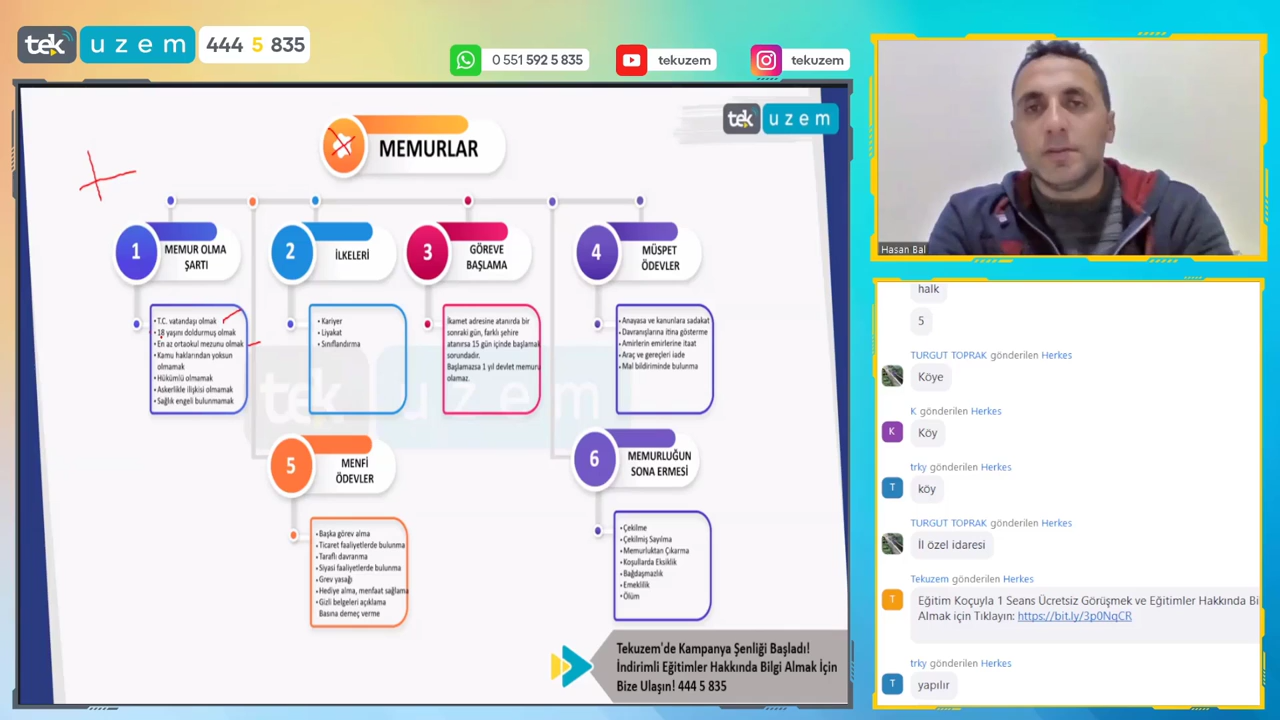 tek uzem 444 5 835
0 551 592 5 835
tekuzem
tekuzem
tek uzem
MEMURLAR
1
MEMUR OLMA
ŞARTI
• T.C. vatandaşı olmak
• 18 yaşını doldurmuş olmak
• En az ortaokul mezunu olmak
• Kamu haklarından yoksun
olmamak
• Hükümlü olmamak
• Askerlikle ilişkisi olmamak
• Sağlık engeli bulunmamak
2
İLKELERİ
• Kariyer
• Liyakat
• Sınıflandırma
3
GÖREVE
BAŞLAMA
İkamet adresine atanırda bir
sonraki gün, farklı şehire
atanırsa 15 gün içinde başlamak
sorundadır.
Başlamazsa 1 yıl devlet memuru
olamaz.
4
MÜSPET
ÖDEVLER
• Anayasa ve kanunlara sadakat
• Davranışlarına itina gösterme
• Amirlerin emirlerine itaat
• Araç ve gereçleri iade
• Mal bildiriminde bulunma
tek uzem
5
MENFİ
ÖDEVLER
• Başka görev alma
• Ticaret faaliyetlerde bulunma
• Taraflı davranma
• Siyasi faaliyetlerde bulunma
• Grev yasağı
• Hediye alma, menfaat sağlama
• Gizli belgeleri açıklama
Basına demeç verme
6
MEMURLUĞUN
SONA ERMESİ
• Çekilme
• Çekilmiş Sayılma
• Memurluktan Çıkarma
• Koşullarda Eksiklik
• Bağdaşmazlık
• Emeklilik
• Ölüm
Tekuzem'de Kampanya Şenliği Başladı!
İndirimli Eğitimler Hakkında Bilgi Almak İçin
Bize Ulaşın! 444 5 835
Hasan Bal
halk
5
TURGUT TOPRAK gönderilen Herkes
Köye
K gönderilen Herkes
K
Köy
trky gönderilen Herkes
T
köy
TURGUT TOPRAK gönderilen Herkes
İl özel idaresi
Tekuzem gönderilen Herkes
T
Eğitim Koçuyla 1 Seans Ücretsiz Görüşmek ve Eğitimler Hakkında Bi
Almak için Tıklayın: https://bit.ly/3p0NqCR
trky gönderilen Herkes
T
yapılır